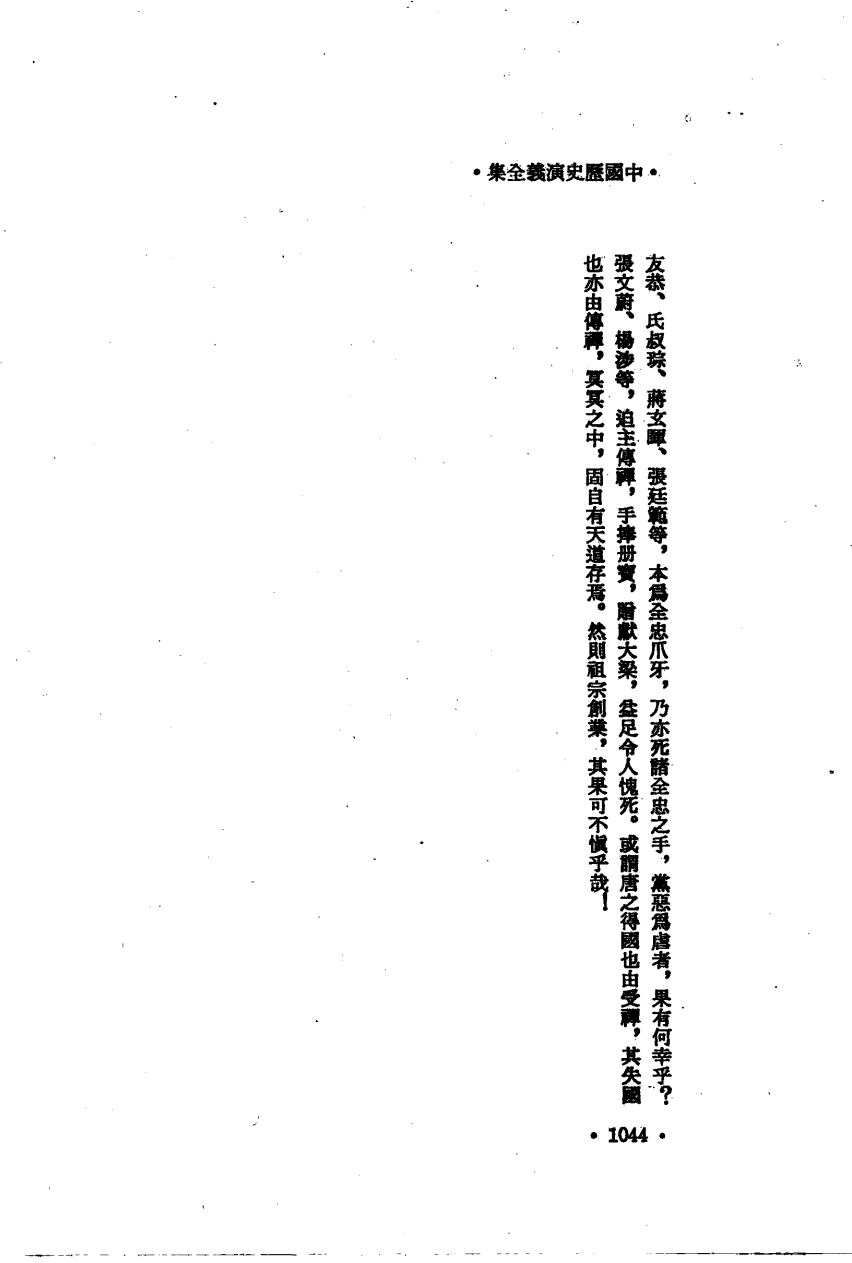 •中國歷史演義全集•
友恭、氏叔琮、蔣玄暉、張廷範等，本爲全忠爪牙，乃亦死諸全忠之手，黨惡爲虐者，果有何幸乎？
張文蔚、楊涉等，迫主傳禪，手捧册寶，贈獻大梁，益足令人愧死。或謂唐之得國也由受禪，其失國
也亦由傳禪，冥冥之中，固自有天道存焉。然則祖宗創業，其果可不愼乎哉！
•1044•